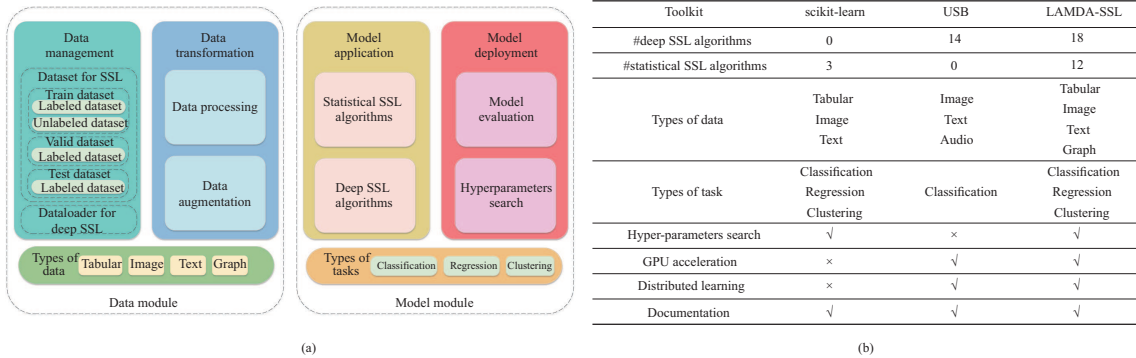 Data
management
Dataset for SSL
Train dataset
Labeled dataset
Unlabeled dataset
Valid dataset
Labeled dataset
Test dataset
Labeled dataset
Dataloader for
deep SSL
Data
transformation
Data processing
Data
augmentation
Types of
data
Tabular Image Text Graph
Data module
Model
application
Statistical SSL
algorithms
Deep SSL
algorithms
Model
deployment
Model
evaluation
Hyperparameters
search
Types of
tasks
Classification Regression Clustering
Model module
(a)
Toolkit scikit-learn USB LAMDA-SSL
#deep SSL algorithms 0 14 18
#statistical SSL algorithms 3 0 12
Types of data
Tabular
Image
Text
Image
Text
Audio
Tabular
Image
Text
Graph
Types of task
Classification
Regression
Clustering
Classification
Classification
Regression
Clustering
Hyper-parameters search √ × √
GPU acceleration × √ √
Distributed learning × √ √
Documentation √ √ √
(b)